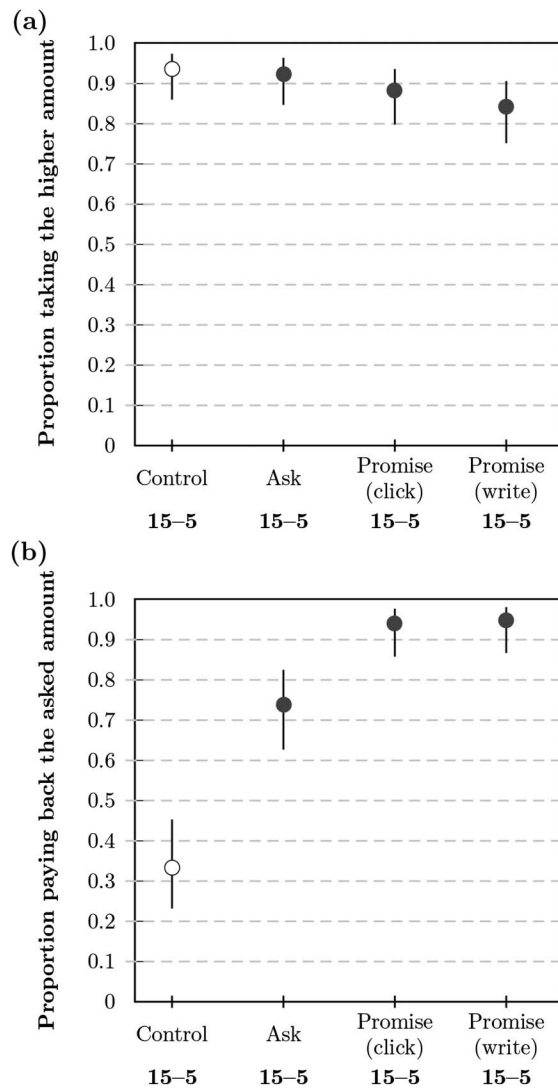 (a)
Proportion taking the higher amount
1.0
0.9
0.8
0.7
0.6
0.5
0.4
0.3
0.2
0.1
0
Control Ask Promise (click) Promise (write)
15–5 15–5 15–5 15–5
(b)
Proportion paying back the asked amount
1.0
0.9
0.8
0.7
0.6
0.5
0.4
0.3
0.2
0.1
0
Control Ask Promise (click) Promise (write)
15–5 15–5 15–5 15–5